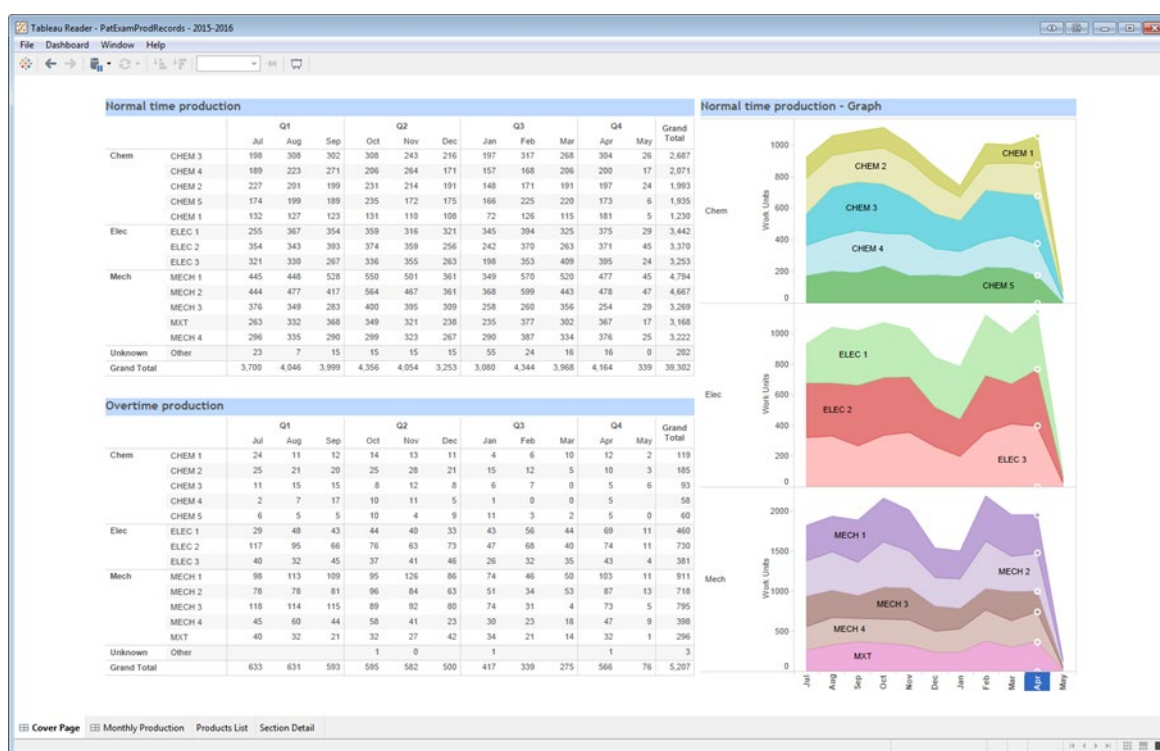 Tableau Reader - PatExamProdRecords - 2015-2016
File Dashboard Window Help
Normal time production
Q1 Q2 Q3 Q4 Grand Total
Jul Aug Sep Oct Nov Dec Jan Feb Mar Apr May
Chem CHEM 3 198 308 302 308 243 216 197 317 268 304 26 2,687
CHEM 4 189 223 271 206 264 171 157 168 206 200 17 2,071
CHEM 2 227 201 199 231 214 191 148 171 191 197 24 1,993
CHEM 5 174 199 189 235 172 175 166 225 220 173 6 1,935
CHEM 1 132 127 123 131 110 108 72 126 115 181 5 1,230
Elec ELEC 1 255 367 354 359 316 321 345 394 325 375 29 3,442
ELEC 2 354 343 393 374 359 256 242 370 263 371 45 3,370
ELEC 3 321 330 267 336 355 263 198 353 409 395 24 3,253
Mech MECH 1 445 448 528 550 501 361 349 570 520 477 45 4,794
MECH 2 444 477 417 564 467 361 368 599 443 478 47 4,667
MECH 3 376 349 283 400 395 309 258 260 356 254 29 3,269
MXT 263 332 368 349 321 238 235 377 302 367 17 3,168
MECH 4 296 335 290 299 323 267 290 387 334 376 25 3,222
Unknown Other 23 7 15 15 15 15 55 24 16 16 0 202
Grand Total 3,700 4,046 3,999 4,356 4,054 3,253 3,080 4,344 3,968 4,164 339 39,302
Overtime production
Q1 Q2 Q3 Q4 Grand Total
Jul Aug Sep Oct Nov Dec Jan Feb Mar Apr May
Chem CHEM 1 24 11 12 14 13 11 4 6 10 12 2 119
CHEM 2 25 21 20 25 28 21 15 12 5 10 3 185
CHEM 3 11 15 15 8 12 8 6 7 0 5 6 93
CHEM 4 2 7 17 10 11 5 1 0 0 5 58
CHEM 5 6 5 5 10 4 9 11 3 2 5 0 60
Elec ELEC 1 29 48 43 44 40 33 43 56 44 69 11 460
ELEC 2 117 95 66 76 63 73 47 68 40 74 11 730
ELEC 3 40 32 45 37 41 46 26 32 35 43 4 381
Mech MECH 1 98 113 109 95 126 86 74 46 50 103 11 911
MECH 2 78 78 81 96 84 63 51 34 53 87 13 718
MECH 3 118 114 115 89 92 80 74 31 4 73 5 795
MECH 4 45 60 44 58 41 23 30 23 18 47 9 398
MXT 40 32 21 32 27 42 34 21 14 32 1 296
Unknown Other 1 0 1 1 3
Grand Total 633 631 593 595 582 500 417 339 275 566 76 5,207
Normal time production - Graph
Chem
Work Units
1000
800
600
400
200
0
CHEM 1
CHEM 2
CHEM 3
CHEM 4
CHEM 5
Elec
Work Units
1000
800
600
400
200
0
ELEC 1
ELEC 2
ELEC 3
Mech
Work Units
2000
1500
1000
500
0
MECH 1
MECH 2
MECH 3
MECH 4
MXT
Jul Aug Sep Oct Nov Dec Jan Feb Mar Apr May
Cover Page Monthly Production Products List Section Detail